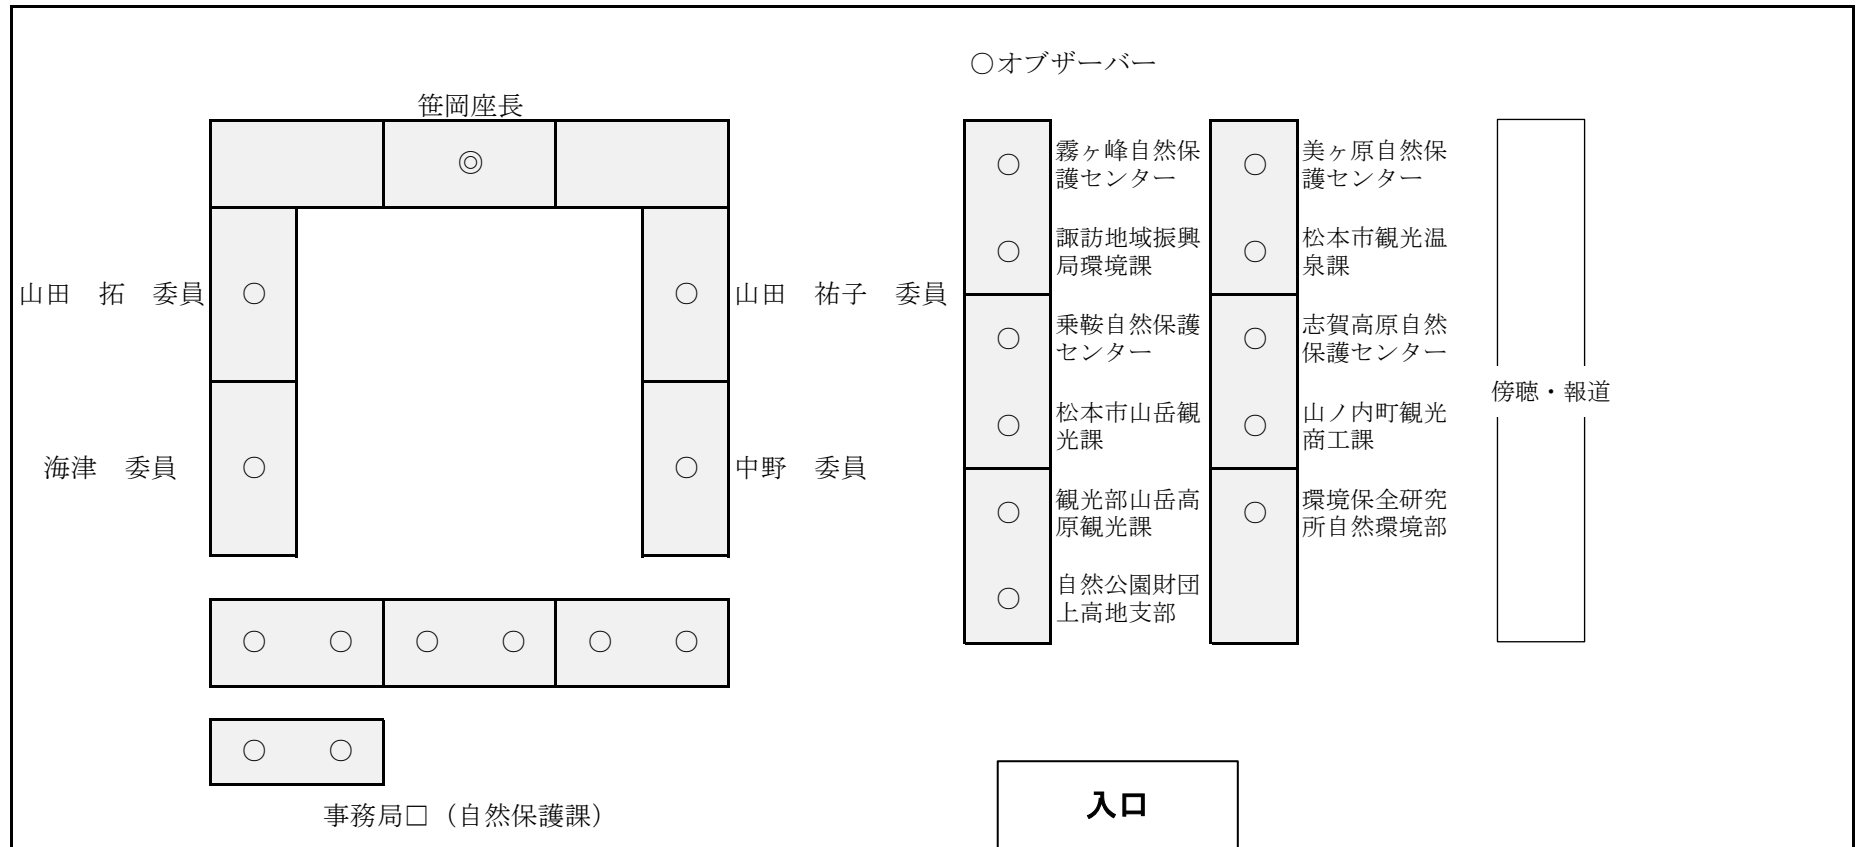 ○オブザーバー
笹岡座長
◎
山田　拓　委員
○
○
山田　祐子　委員
海津　委員
○
○
中野　委員
○ ○ ○ ○ ○ ○
○ ○
事務局□（自然保護課）
○
霧ヶ峰自然保
護センター
○
諏訪地域振興
局環境課
○
乗鞍自然保護
センター
○
松本市山岳観
光課
○
観光部山岳高
原観光課
○
自然公園財団
上高地支部
○
美ヶ原自然保
護センター
○
松本市観光温
泉課
○
志賀高原自然
保護センター
○
山ノ内町観光
商工課
○
環境保全研究
所自然環境部
傍聴・報道
入口